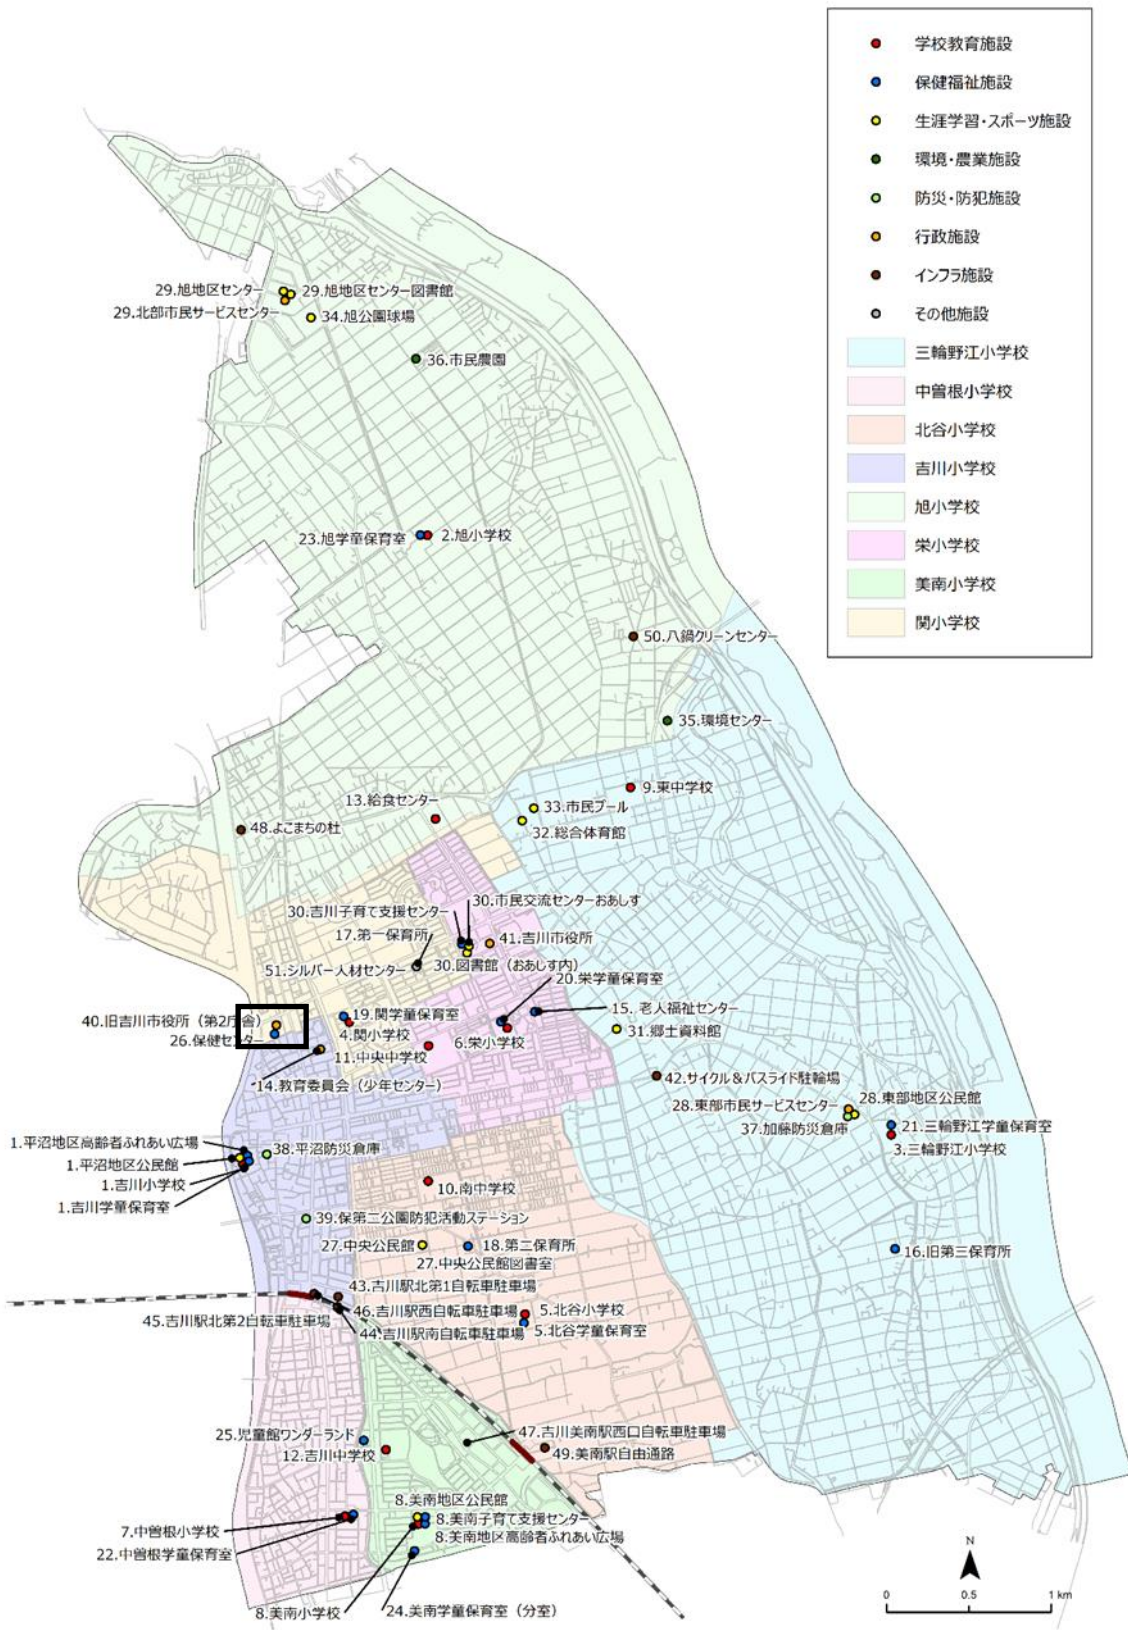 学校教育施設
保健福祉施設
生涯学習・スポーツ施設
環境・農業施設
防災・防犯施設
行政施設
インフラ施設
その他施設
三輪野江小学校
中曽根小学校
北谷小学校
吉川小学校
旭小学校
栄小学校
美南小学校
関小学校
29.旭地区センター
29.旭地区センター図書館
29.北部市民サービスセンター
34.旭公園球場
36.市民農園
23.旭学童保育室
2.旭小学校
50.八鍋クリーンセンター
35.環境センター
9.東中学校
13.給食センター
33.市民プール
48.よこまちの杜
32.総合体育館
30.市民交流センターおあしす
30.吉川子育て支援センター
17.第一保育所
41.吉川市役所
51.シルバー人材センター
30.図書館（おあしす内）
20.栄学童保育室
40.旧吉川市役所（第2庁舎）
19.関学童保育室
15. 老人福祉センター
26.保健センター
4.関小学校
31.郷土資料館
6.栄小学校
11.中央中学校
42.サイクル＆バスライド駐輪場
14.教育委員会（少年センター）
28.東部地区公民館
28.東部市民サービスセンター
37.加藤防災倉庫
21.三輪野江学童保育室
3.三輪野江小学校
1.平沼地区高齢者ふれあい広場
38.平沼防災倉庫
1.平沼地区公民館
1.吉川小学校
10.南中学校
1.吉川学童保育室
39.保第二公園防犯活動ステーション
27.中央公民館
18.第二保育所
16.旧第三保育所
27.中央公民館図書室
43.吉川駅北第1自転車駐車場
46.吉川駅西自転車駐車場
5.北谷小学校
45.吉川駅北第2自転車駐車場
44.吉川駅南自転車駐車場
5.北谷学童保育室
25.児童館ワンダーランド
47.吉川美南駅西口自転車駐車場
12.吉川中学校
49.美南駅自由通路
8.美南地区公民館
8.美南子育て支援センター
7.中曽根小学校
8.美南地区高齢者ふれあい広場
22.中曽根学童保育室
8.美南小学校
24.美南学童保育室（分室）
N
0 0.5 1 km